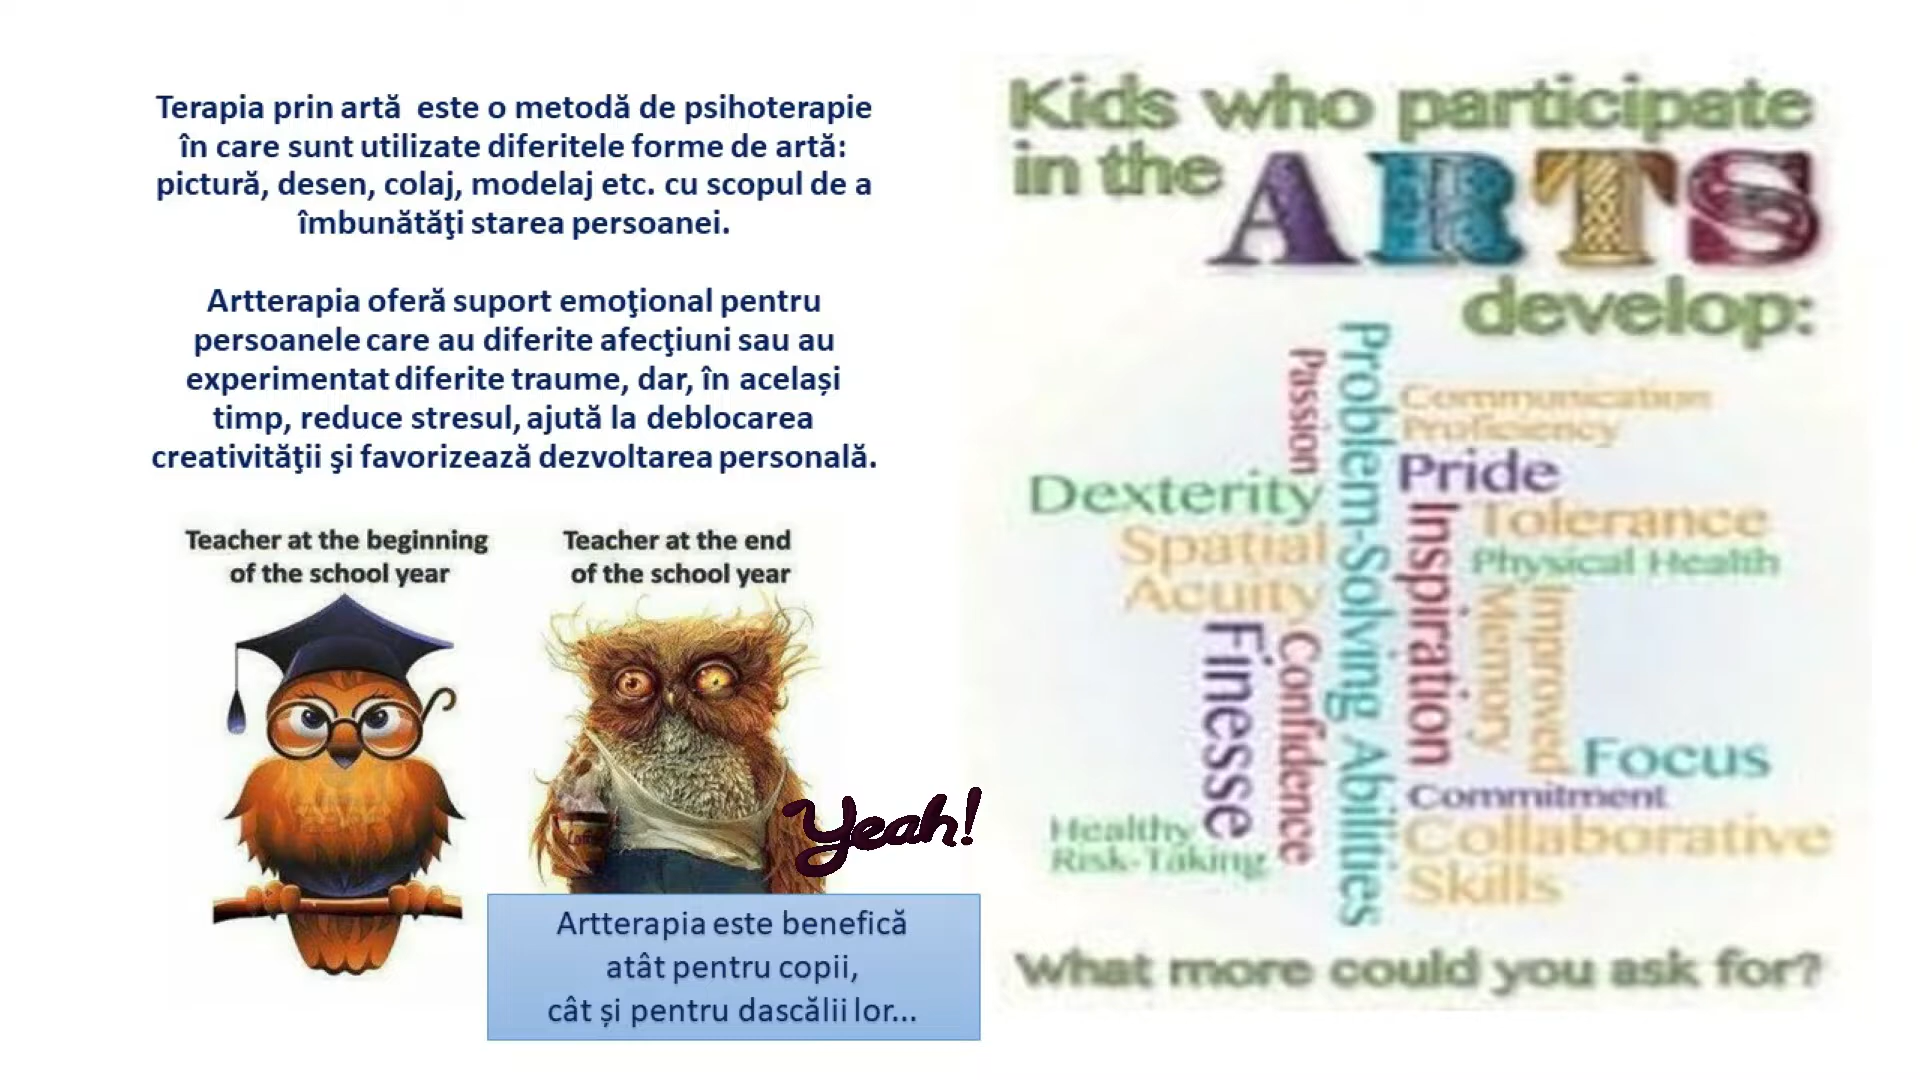 Terapia prin artă este o metodă de psihoterapie
în care sunt utilizate diferitele forme de artă:
pictură, desen, colaj, modelaj etc. cu scopul de a
îmbunătăţi starea persoanei.
Artterapia oferă suport emoţional pentru
persoanele care au diferite afecţiuni sau au
experimentat diferite traume, dar, în același
timp, reduce stresul, ajută la deblocarea
creativităţii şi favorizează dezvoltarea personală.
Teacher at the beginning
of the school year
Teacher at the end
of the school year
Yeah!
Artterapia este benefică
atât pentru copii,
cât și pentru dascălii lor...
Kids who participate
in the ARTS
develop:
Passion
Problem-Solving Abilities
Communication
Proficiency
Pride
Dexterity
Inspiration
Tolerance
Spatial
Acuity
Physical Health
Improved
Memory
Finesse
Confidence
Focus
Commitment
Healthy
Risk-Taking
Collaborative
Skills
What more could you ask for?